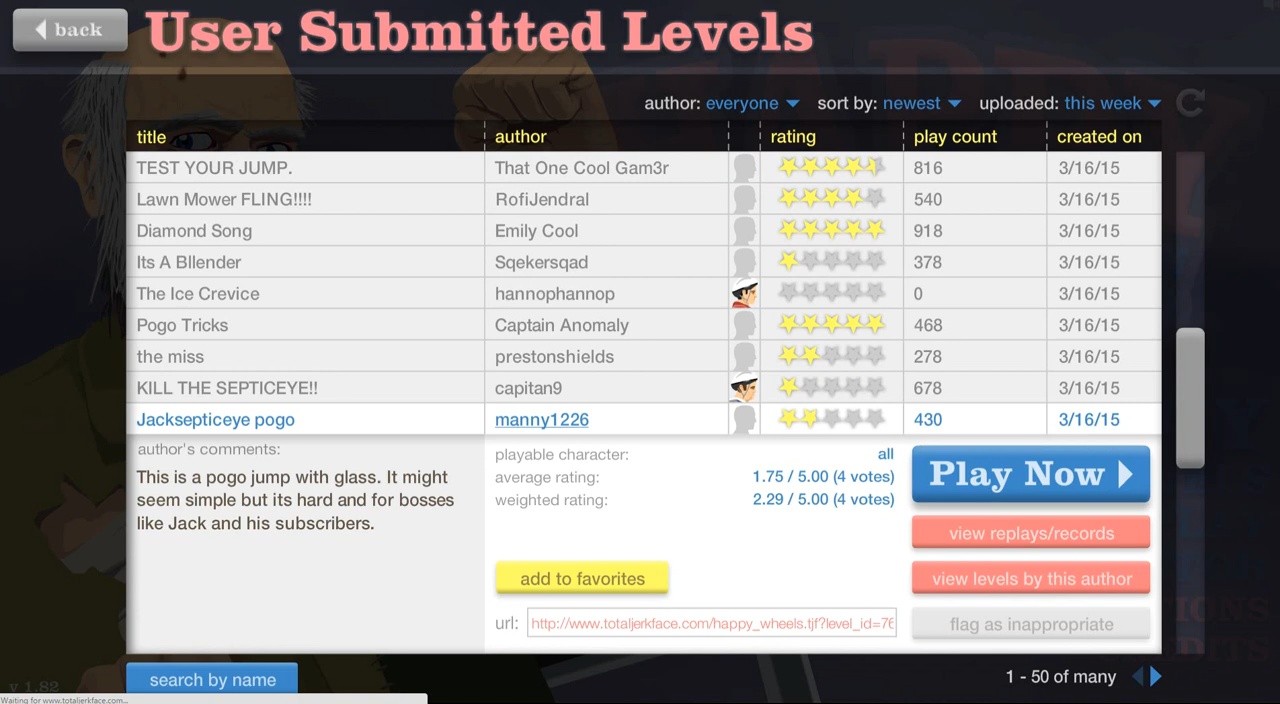 back
User Submitted Levels
author: everyone sort by: newest uploaded: this week
title author rating play count created on
TEST YOUR JUMP. That One Cool Gam3r 816 3/16/15
Lawn Mower FLING!!!! RofiJendral 540 3/16/15
Diamond Song Emily Cool 918 3/16/15
Its A Bllender Sqekersqad 378 3/16/15
The Ice Crevice hannophannop 0 3/16/15
Pogo Tricks Captain Anomaly 468 3/16/15
the miss prestonshields 278 3/16/15
KILL THE SEPTICEYE!! capitan9 678 3/16/15
Jacksepticeye pogo manny1226 430 3/16/15
author's comments:
This is a pogo jump with glass. It might
seem simple but its hard and for bosses
like Jack and his subscribers.
playable character: all
average rating: 1.75 / 5.00 (4 votes)
weighted rating: 2.29 / 5.00 (4 votes)
add to favorites
url: http://www.totaljerkface.com/happy_wheels.tjf?level_id=76
Play Now
view replays/records
view levels by this author
flag as inappropriate
search by name
1 - 50 of many
v 1.82
Waiting for www.totaljerkface.com...